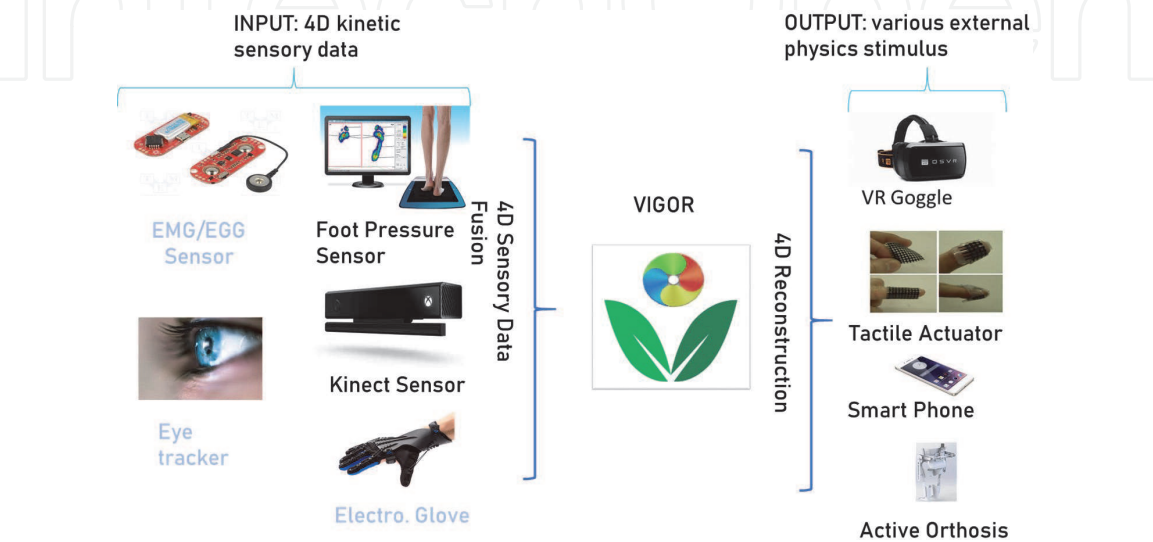 INPUT: 4D kinetic
sensory data
OUTPUT: various external
physics stimulus
EMG/EGG
Sensor
Foot Pressure
Sensor
Eye
tracker
Kinect Sensor
Electro. Glove
4D Sensory Data
Fusion
VIGOR
4D Reconstruction
DSVR
VR Goggle
Tactile Actuator
Smart Phone
Active Orthosis